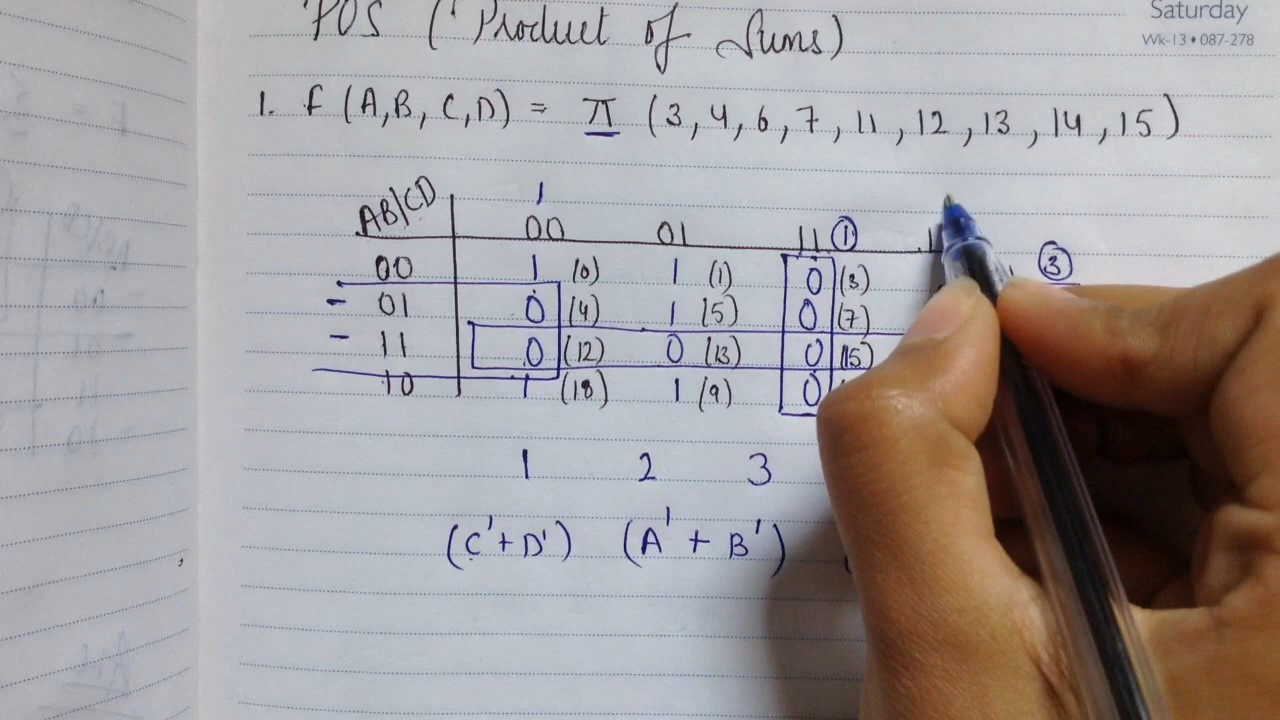 Saturday
Wk-13 • 087-278
POS ( Product of Sums)
1. f (A,B, C,D) = π (3,4,6,7,11,12,13,14,15)
1
AB/CD 00 01 11 ①
00 1 (0) 1 (1) 0 (3) ③
- 01 0 (4) 1 (5) 0 (7)
- 11 0 (12) 0 (13) 0 (15)
10 1 (18) 1 (9) 0
1 2 3
(C'+D') (A' + B') (